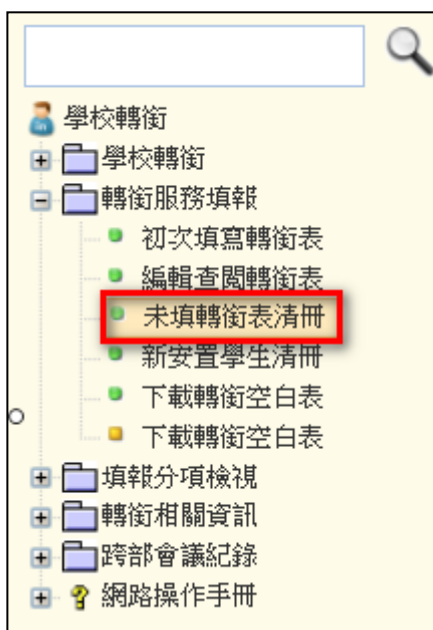 學校轉銜
學校轉銜
轉銜服務填報
初次填寫轉銜表
編輯查閱轉銜表
未填轉銜表清冊
新安置學生清冊
下載轉銜空白表
下載轉銜空白表
填報分項檢視
轉銜相關資訊
跨部會議紀錄
網路操作手冊